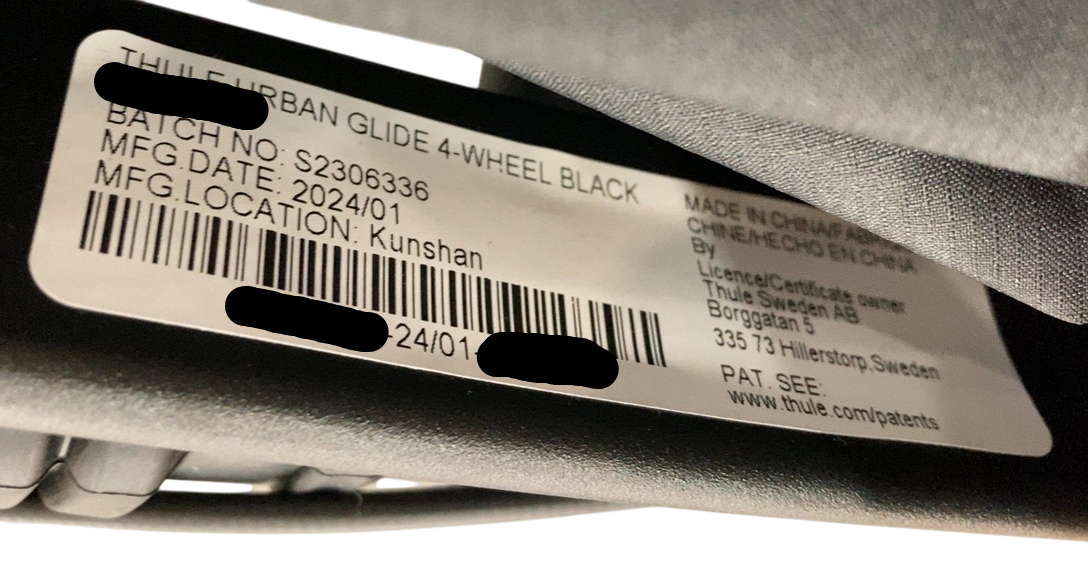 THULE URBAN GLIDE 4-WHEEL BLACK
BATCH NO: S2306336
MFG.DATE: 2024/01
MFG.LOCATION: Kunshan
-24/01-
MADE IN CHINA/
CHINE/HECHO EN CHINA
By
Licence/Certificate owner
Thule Sweden AB
Borggatan 5
335 73 Hillerstorp.Sweden
PAT. SEE:
www.thule.com/patents